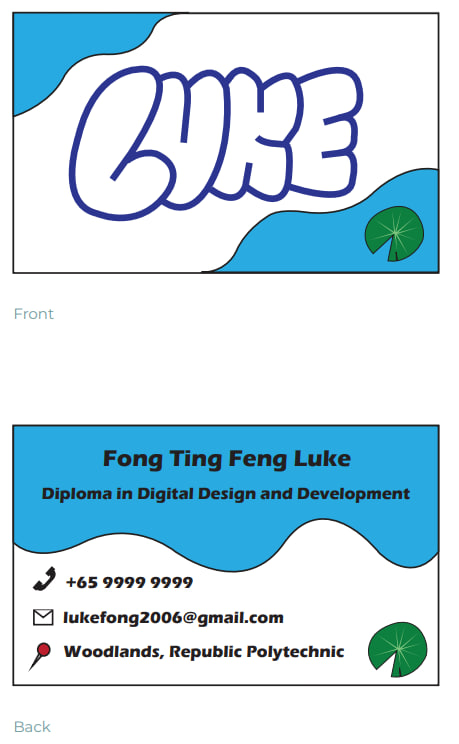 LUKE
Front
Fong Ting Feng Luke
Diploma in Digital Design and Development
+65 9999 9999
lukefong2006@gmail.com
Woodlands, Republic Polytechnic
Back